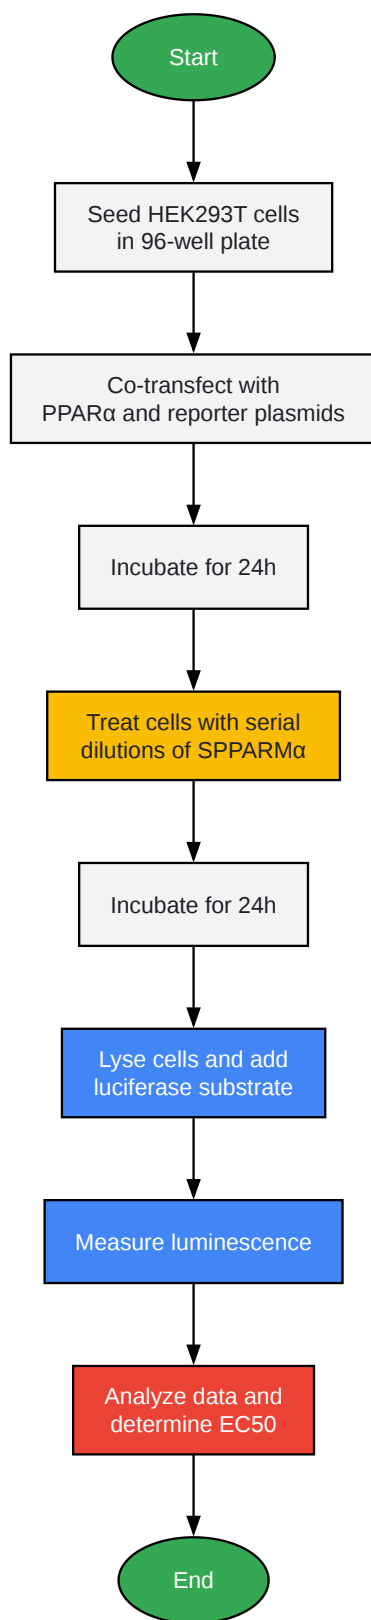 Start
Seed HEK293T cells
in 96-well plate
Co-transfect with
PPARα and reporter plasmids
Incubate for 24h
Treat cells with serial
dilutions of SPPARMα
Incubate for 24h
Lyse cells and add
luciferase substrate
Measure luminescence
Analyze data and
determine EC50
End